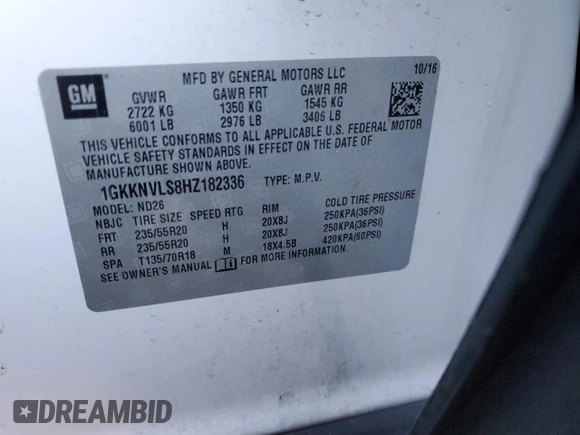 GM
MFD BY GENERAL MOTORS LLC
10/16
GVWR GAWR FRT GAWR RR
2722 KG 1350 KG 1545 KG
6001 LB 2976 LB 3406 LB
THIS VEHICLE CONFORMS TO ALL APPLICABLE U.S. FEDERAL MOTOR
VEHICLE SAFETY STANDARDS IN EFFECT ON THE DATE OF
MANUFACTURE SHOWN ABOVE.
1GKKNVLS8HZ182336 TYPE: M.P.V.
MODEL: ND26
NBJC TIRE SIZE SPEED RTG RIM COLD TIRE PRESSURE
FRT 235/55R20 H 20X8J 250KPA(36PSI)
RR 235/55R20 H 20X8J 250KPA(36PSI)
SPA T135/70R18 M 18X4.5B 420KPA(60PSI)
SEE OWNER'S MANUAL FOR MORE INFORMATION
DREAMBID